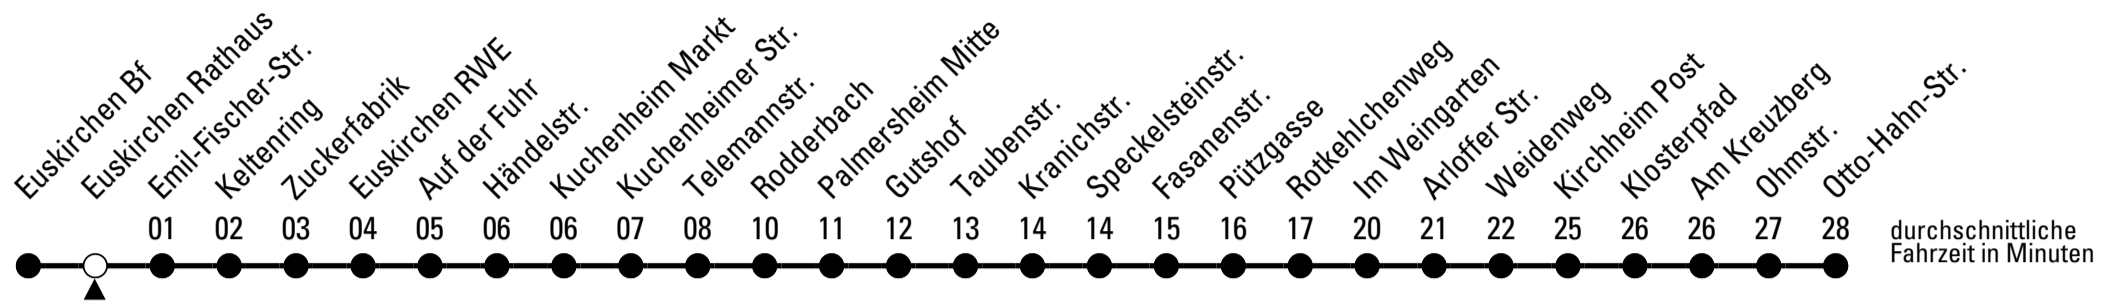 Euskirchen Bf
Euskirchen Rathaus
Emil-Fischer-Str.
Keltenring
Zuckerfabrik
Euskirchen RWE
Auf der Fuhr
Händelstr.
Kuchenheim Markt
Kuchenheimer Str.
Telemannstr.
Rodderbach
Palmersheim Mitte
Gutshof
Taubenstr.
Kranichstr.
Speckelsteinstr.
Fasanenstr.
Pützgasse
Rotkehlchenweg
Im Weingarten
Arloffer Str.
Weidenweg
Kirchheim Post
Klosterpfad
Am Kreuzberg
Ohmstr.
Otto-Hahn-Str.
01 02 03 04 05 06 06 07 08 10 11 12 13 14 14 15 16 17 20 21 22 25 26 26 27 28
durchschnittliche
Fahrzeit in Minuten